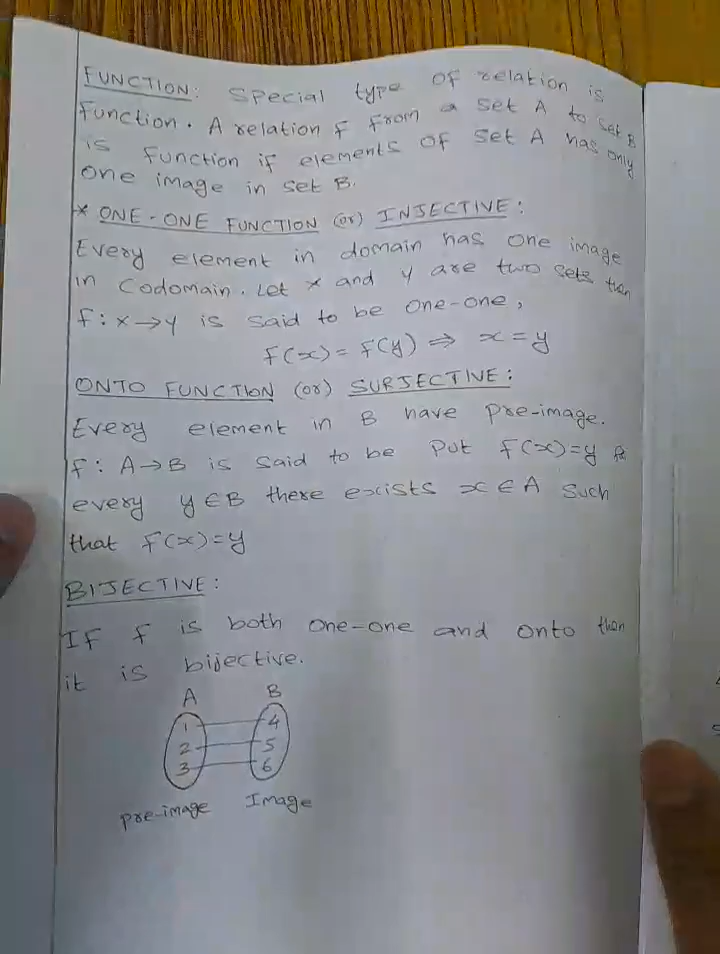 FUNCTION: Special type of relation is
function. A relation f from a set A to set B
is function if elements of set A has only
one image in set B.
* ONE-ONE FUNCTION (or) INJECTIVE:
Every element in domain has one image
in Codomain. Let x and y are two sets then
f: x→y is said to be one-one,
f(x) = f(y) ⇒ x = y
ONTO FUNCTION (or) SURJECTIVE:
Every element in B have pre-image.
f: A→B is said to be put f(x)=y
every y∈B there exists x∈A such
that f(x)=y
BIJECTIVE:
If f is both one-one and onto then
it is bijective.
A B
1 4
2 5
3 6
pre-image Image